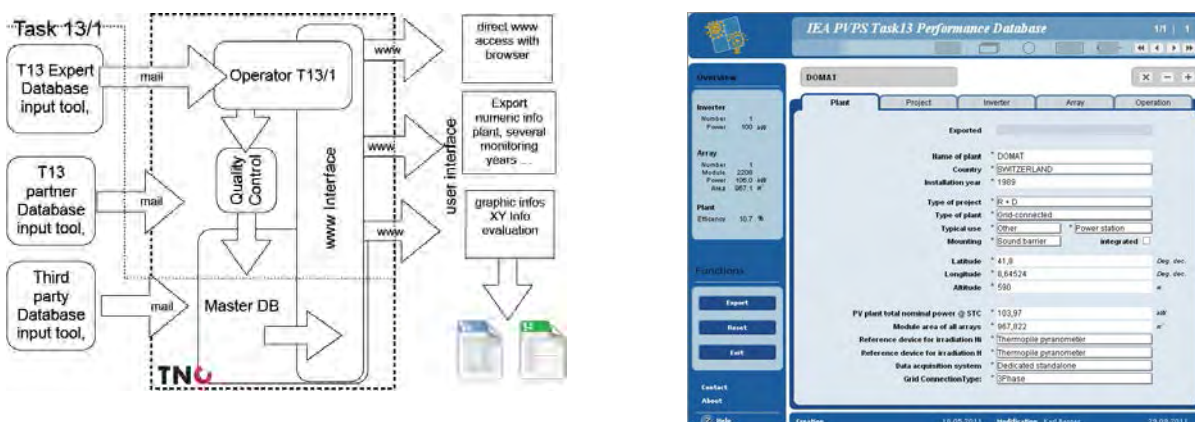 Task 13/1
T13 Expert
Database
input tool,
mail
Operator T13/1
www
direct www
access with
browser
Quality
Control
www Interface
www
Export
numeric info
plant, several
monitoring
years ...
user interface
T13
partner
Database
input tool,
mail
www
graphic infos
XY Info
evaluation
Third
party
Database
input tool,
mail
Master DB
TNO
IEA PVPS Task13 Performance Database
1/1 | 1
Overview
Inverter
Number 1
Power 100 kW
Array
Number 1
Module 2208
Power 106.0 kW
Area 967.1 m²
Plant
Efficiency 10.7 %
Functions
Export
Reset
Exit
Contact
About
Help
DOMAT
Plant Project Inverter Array Operation
Exported
Name of plant * DOMAT
Country * SWITZERLAND
Installation year * 1989
Type of project * R + D
Type of plant * Grid-connected
Typical use * Other * Power station
Mounting * Sound barrier integrated
Latitude * 41,8 Deg. dec.
Longitude * 8,64524 Deg. dec.
Altitude * 590 m
PV plant total nominal power @ STC * 103,97 kW
Module area of all arrays * 967,822 m²
Reference device for irradiation Hi * Thermopile pyranometer
Reference device for irradiation H * Thermopile pyranometer
Data acquisition system * Dedicated standalone
Grid ConnectionType: * 3Phase
Creation Modification